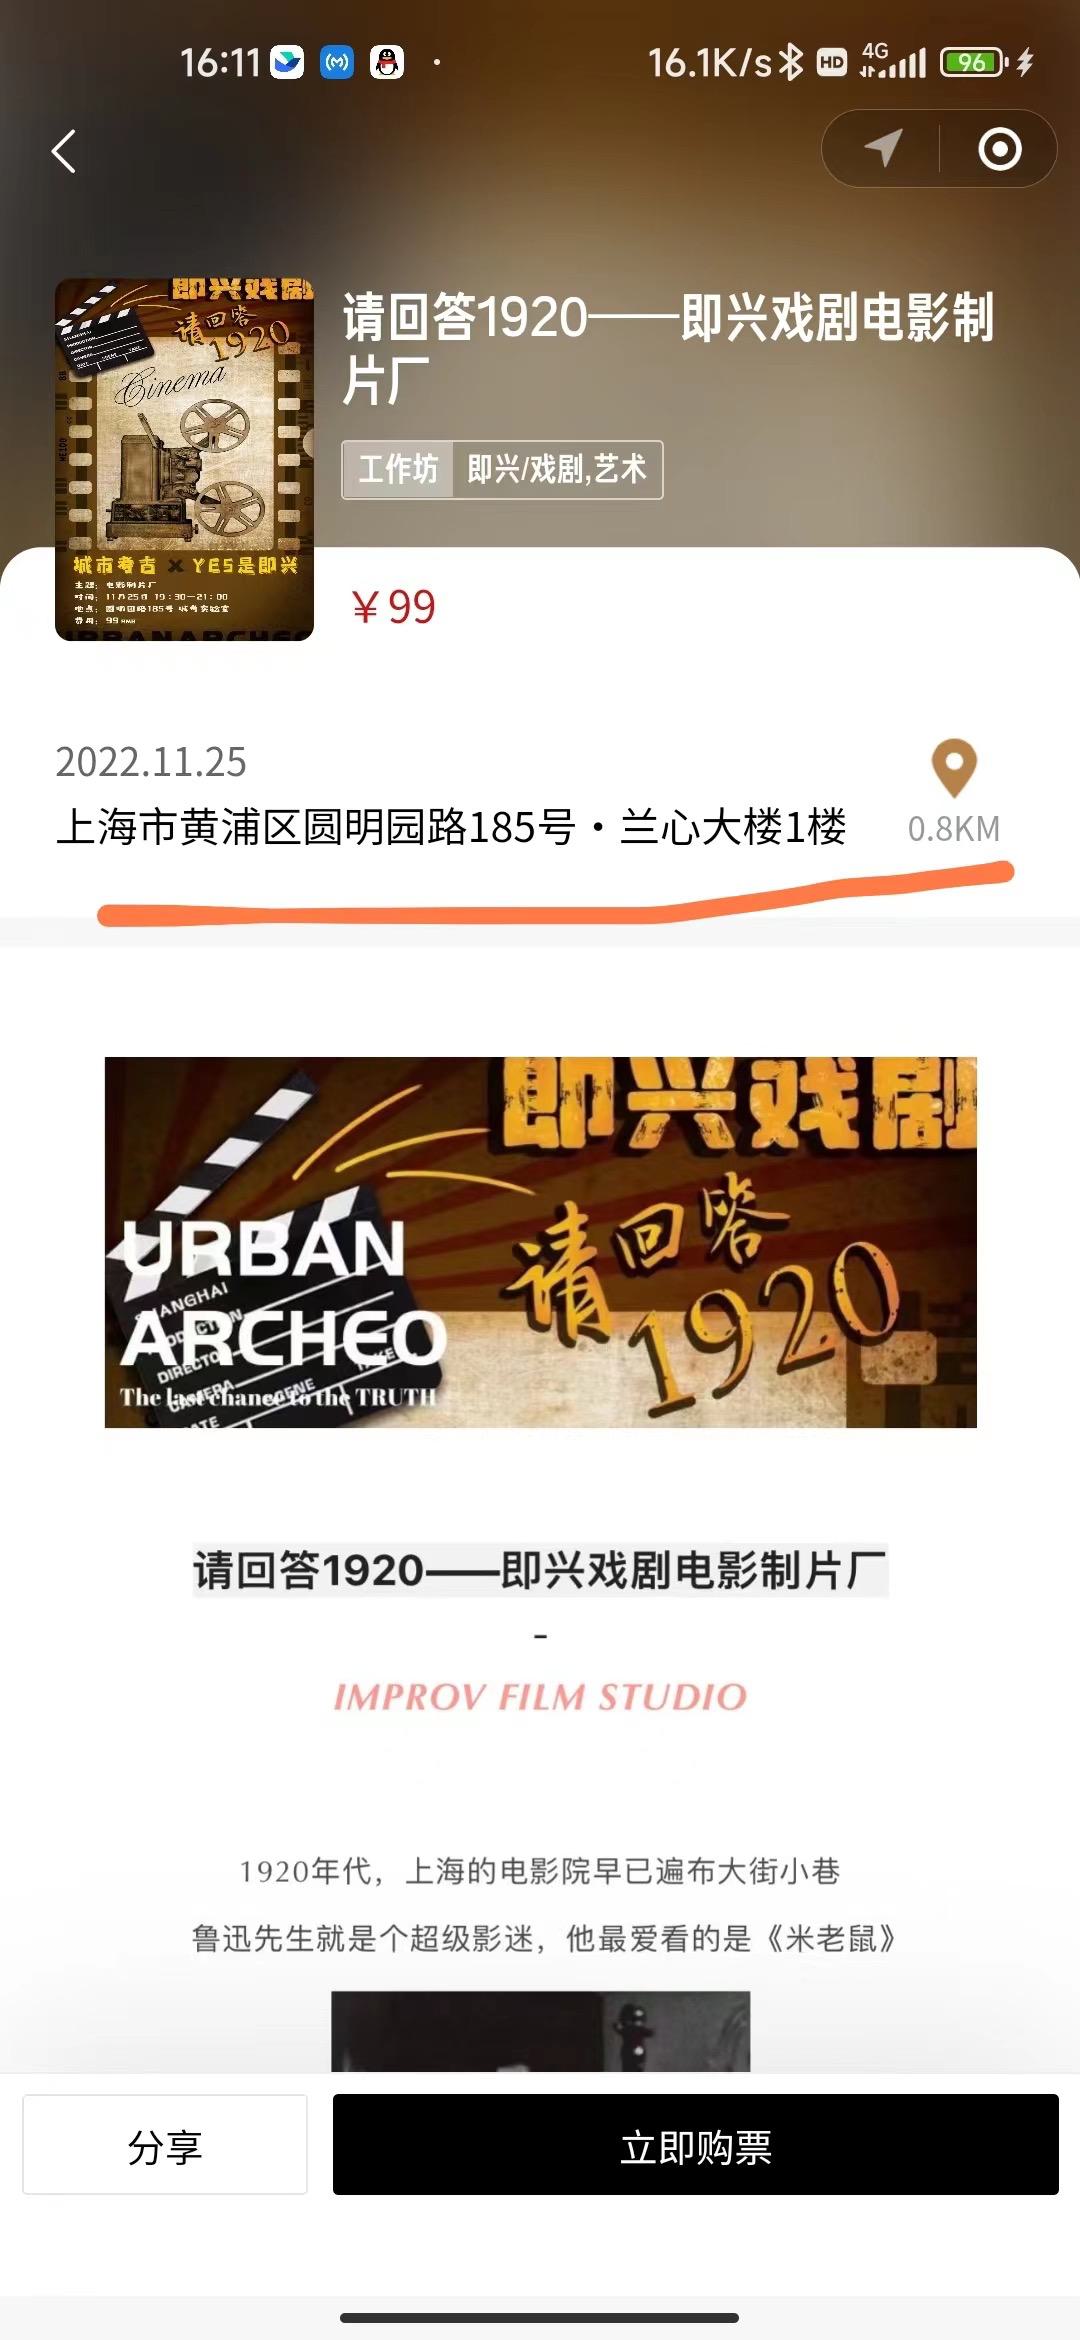 16:11
16.1K/s
HD
4G
96
请回答1920——即兴戏剧电影制
片厂
工作坊
即兴/戏剧,艺术
即兴戏剧
请回答
1920
Cinema
城市考古 × YES是即兴
主题：电影制片厂
时间：11月25日 19:30—21:00
地点：圆明园路185号 城考实验室
费用：99 RMB
URBAN ARCHEO
￥99
2022.11.25
上海市黄浦区圆明园路185号·兰心大楼1楼
0.8KM
即兴戏剧
请回答
1920
URBAN
ARCHEO
The last chance to the TRUTH
请回答1920——即兴戏剧电影制片厂
-
IMPROV FILM STUDIO
1920年代，上海的电影院早已遍布大街小巷
鲁迅先生就是个超级影迷，他最爱看的是《米老鼠》
分享
立即购票